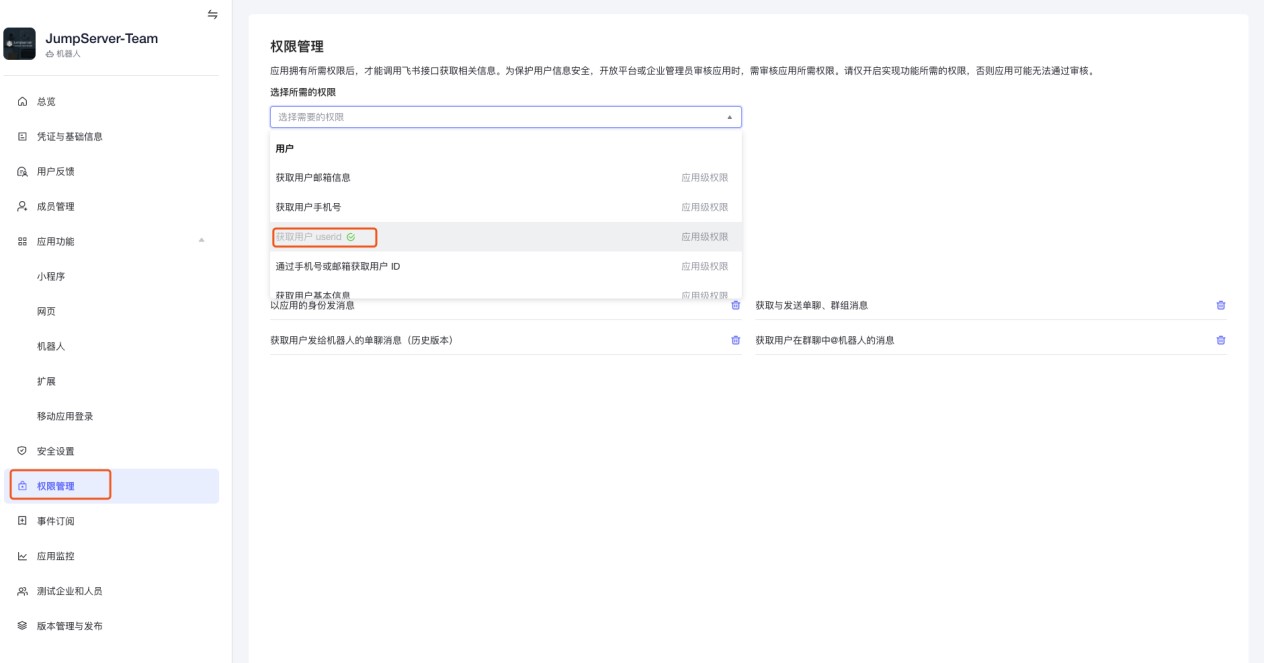 JumpServer-Team
机器人
总览
凭证与基础信息
用户反馈
成员管理
应用功能
小程序
网页
机器人
扩展
移动应用登录
安全设置
权限管理
事件订阅
应用监控
测试企业和人员
版本管理与发布
权限管理
应用拥有所需权限后，才能调用飞书接口获取相关信息。为保护用户信息安全，开放平台或企业管理员审核应用时，需审核应用所需权限。请仅开启实现功能所需的权限，否则应用可能无法通过审核。
选择所需的权限
选择需要的权限
用户
获取用户邮箱信息 应用级权限
获取用户手机号 应用级权限
获取用户 userid 应用级权限
通过手机号或邮箱获取用户 ID 应用级权限
获取用户基本信息 应用级权限
以应用的身份发消息 获取与发送单聊、群组消息
获取用户发给机器人的单聊消息（历史版本） 获取用户在群聊中@机器人的消息